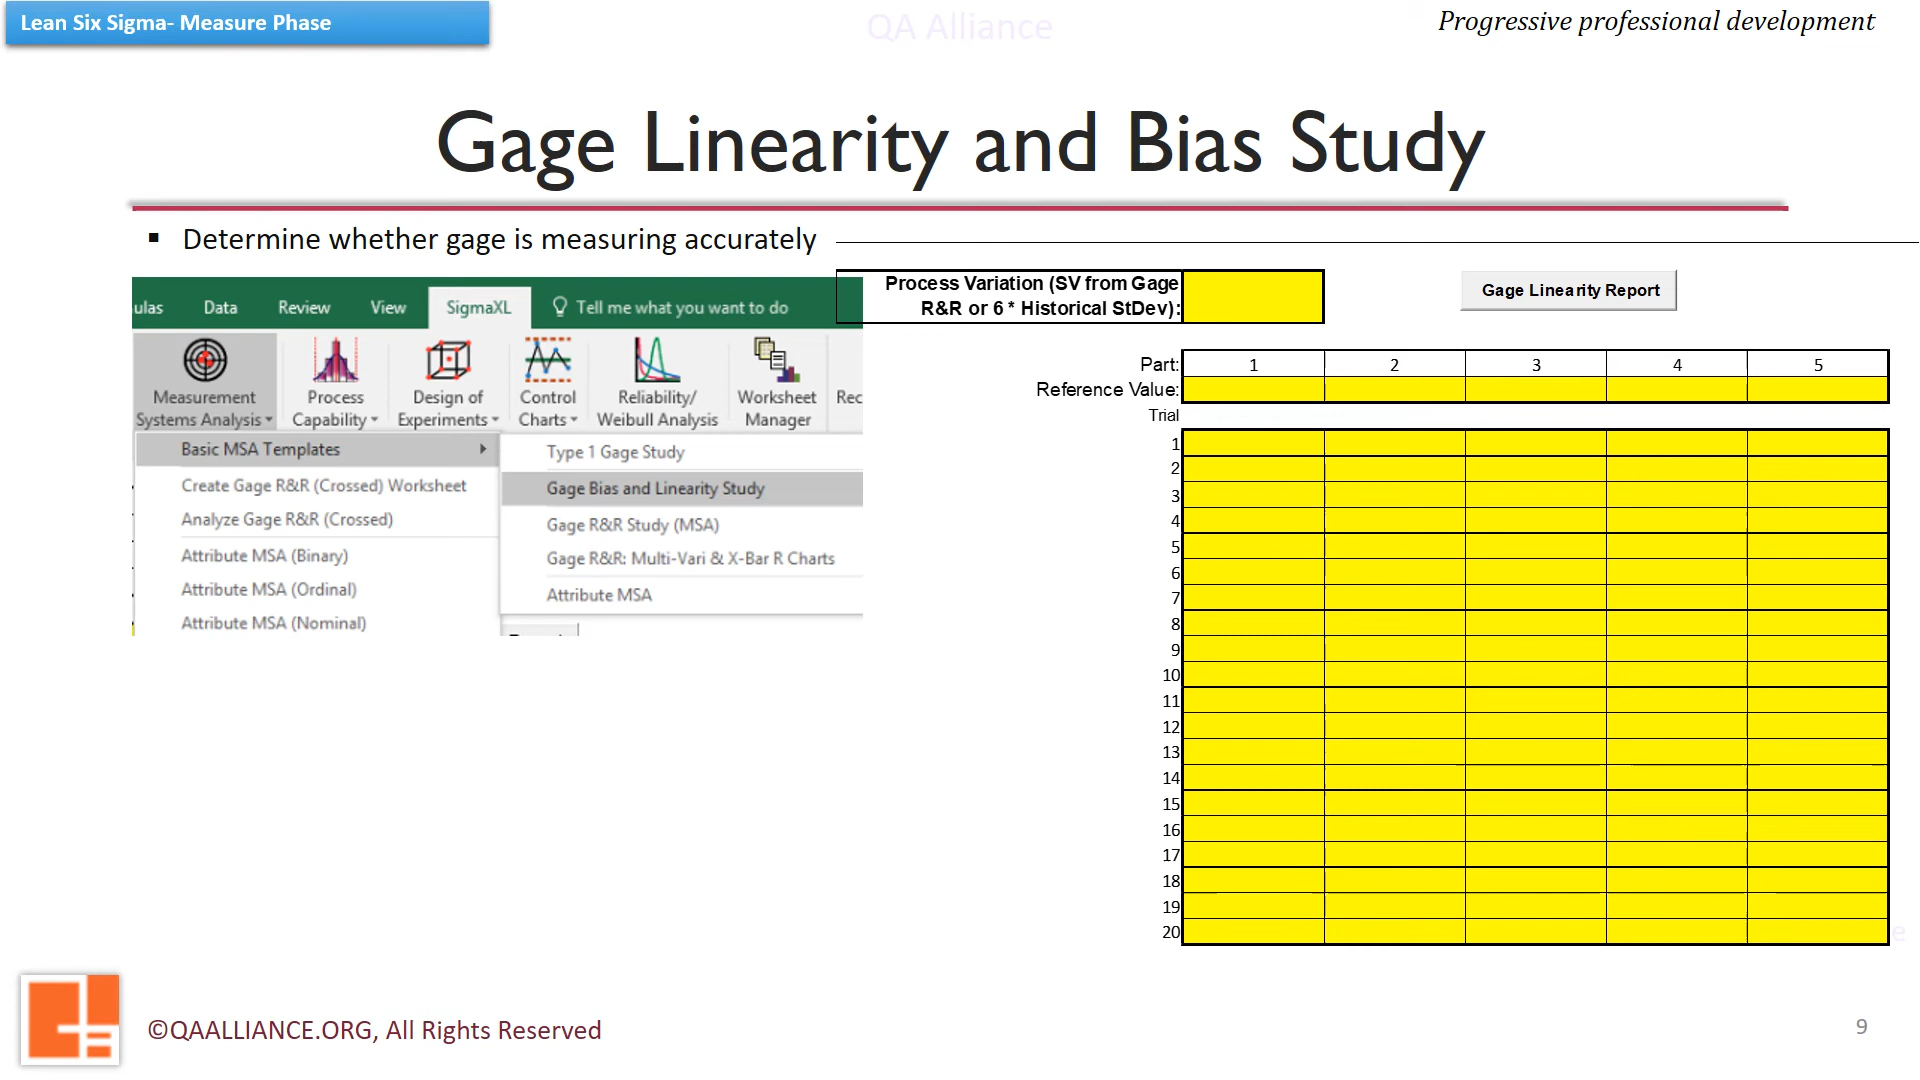 Lean Six Sigma- Measure Phase
QA Alliance
Progressive professional development
Gage Linearity and Bias Study
▪ Determine whether gage is measuring accurately
ulas Data Review View SigmaXL Tell me what you want to do
Measurement Systems Analysis
Process Capability
Design of Experiments
Control Charts
Reliability/ Weibull Analysis
Worksheet Manager
Rec
Basic MSA Templates
Create Gage R&R (Crossed) Worksheet
Analyze Gage R&R (Crossed)
Attribute MSA (Binary)
Attribute MSA (Ordinal)
Attribute MSA (Nominal)
Type 1 Gage Study
Gage Bias and Linearity Study
Gage R&R Study (MSA)
Gage R&R: Multi-Vari & X-Bar R Charts
Attribute MSA
Process Variation (SV from Gage
R&R or 6 * Historical StDev):
Gage Linearity Report
Part: 1 2 3 4 5
Reference Value:
Trial
1
2
3
4
5
6
7
8
9
10
11
12
13
14
15
16
17
18
19
20
©QAALLIANCE.ORG, All Rights Reserved
9